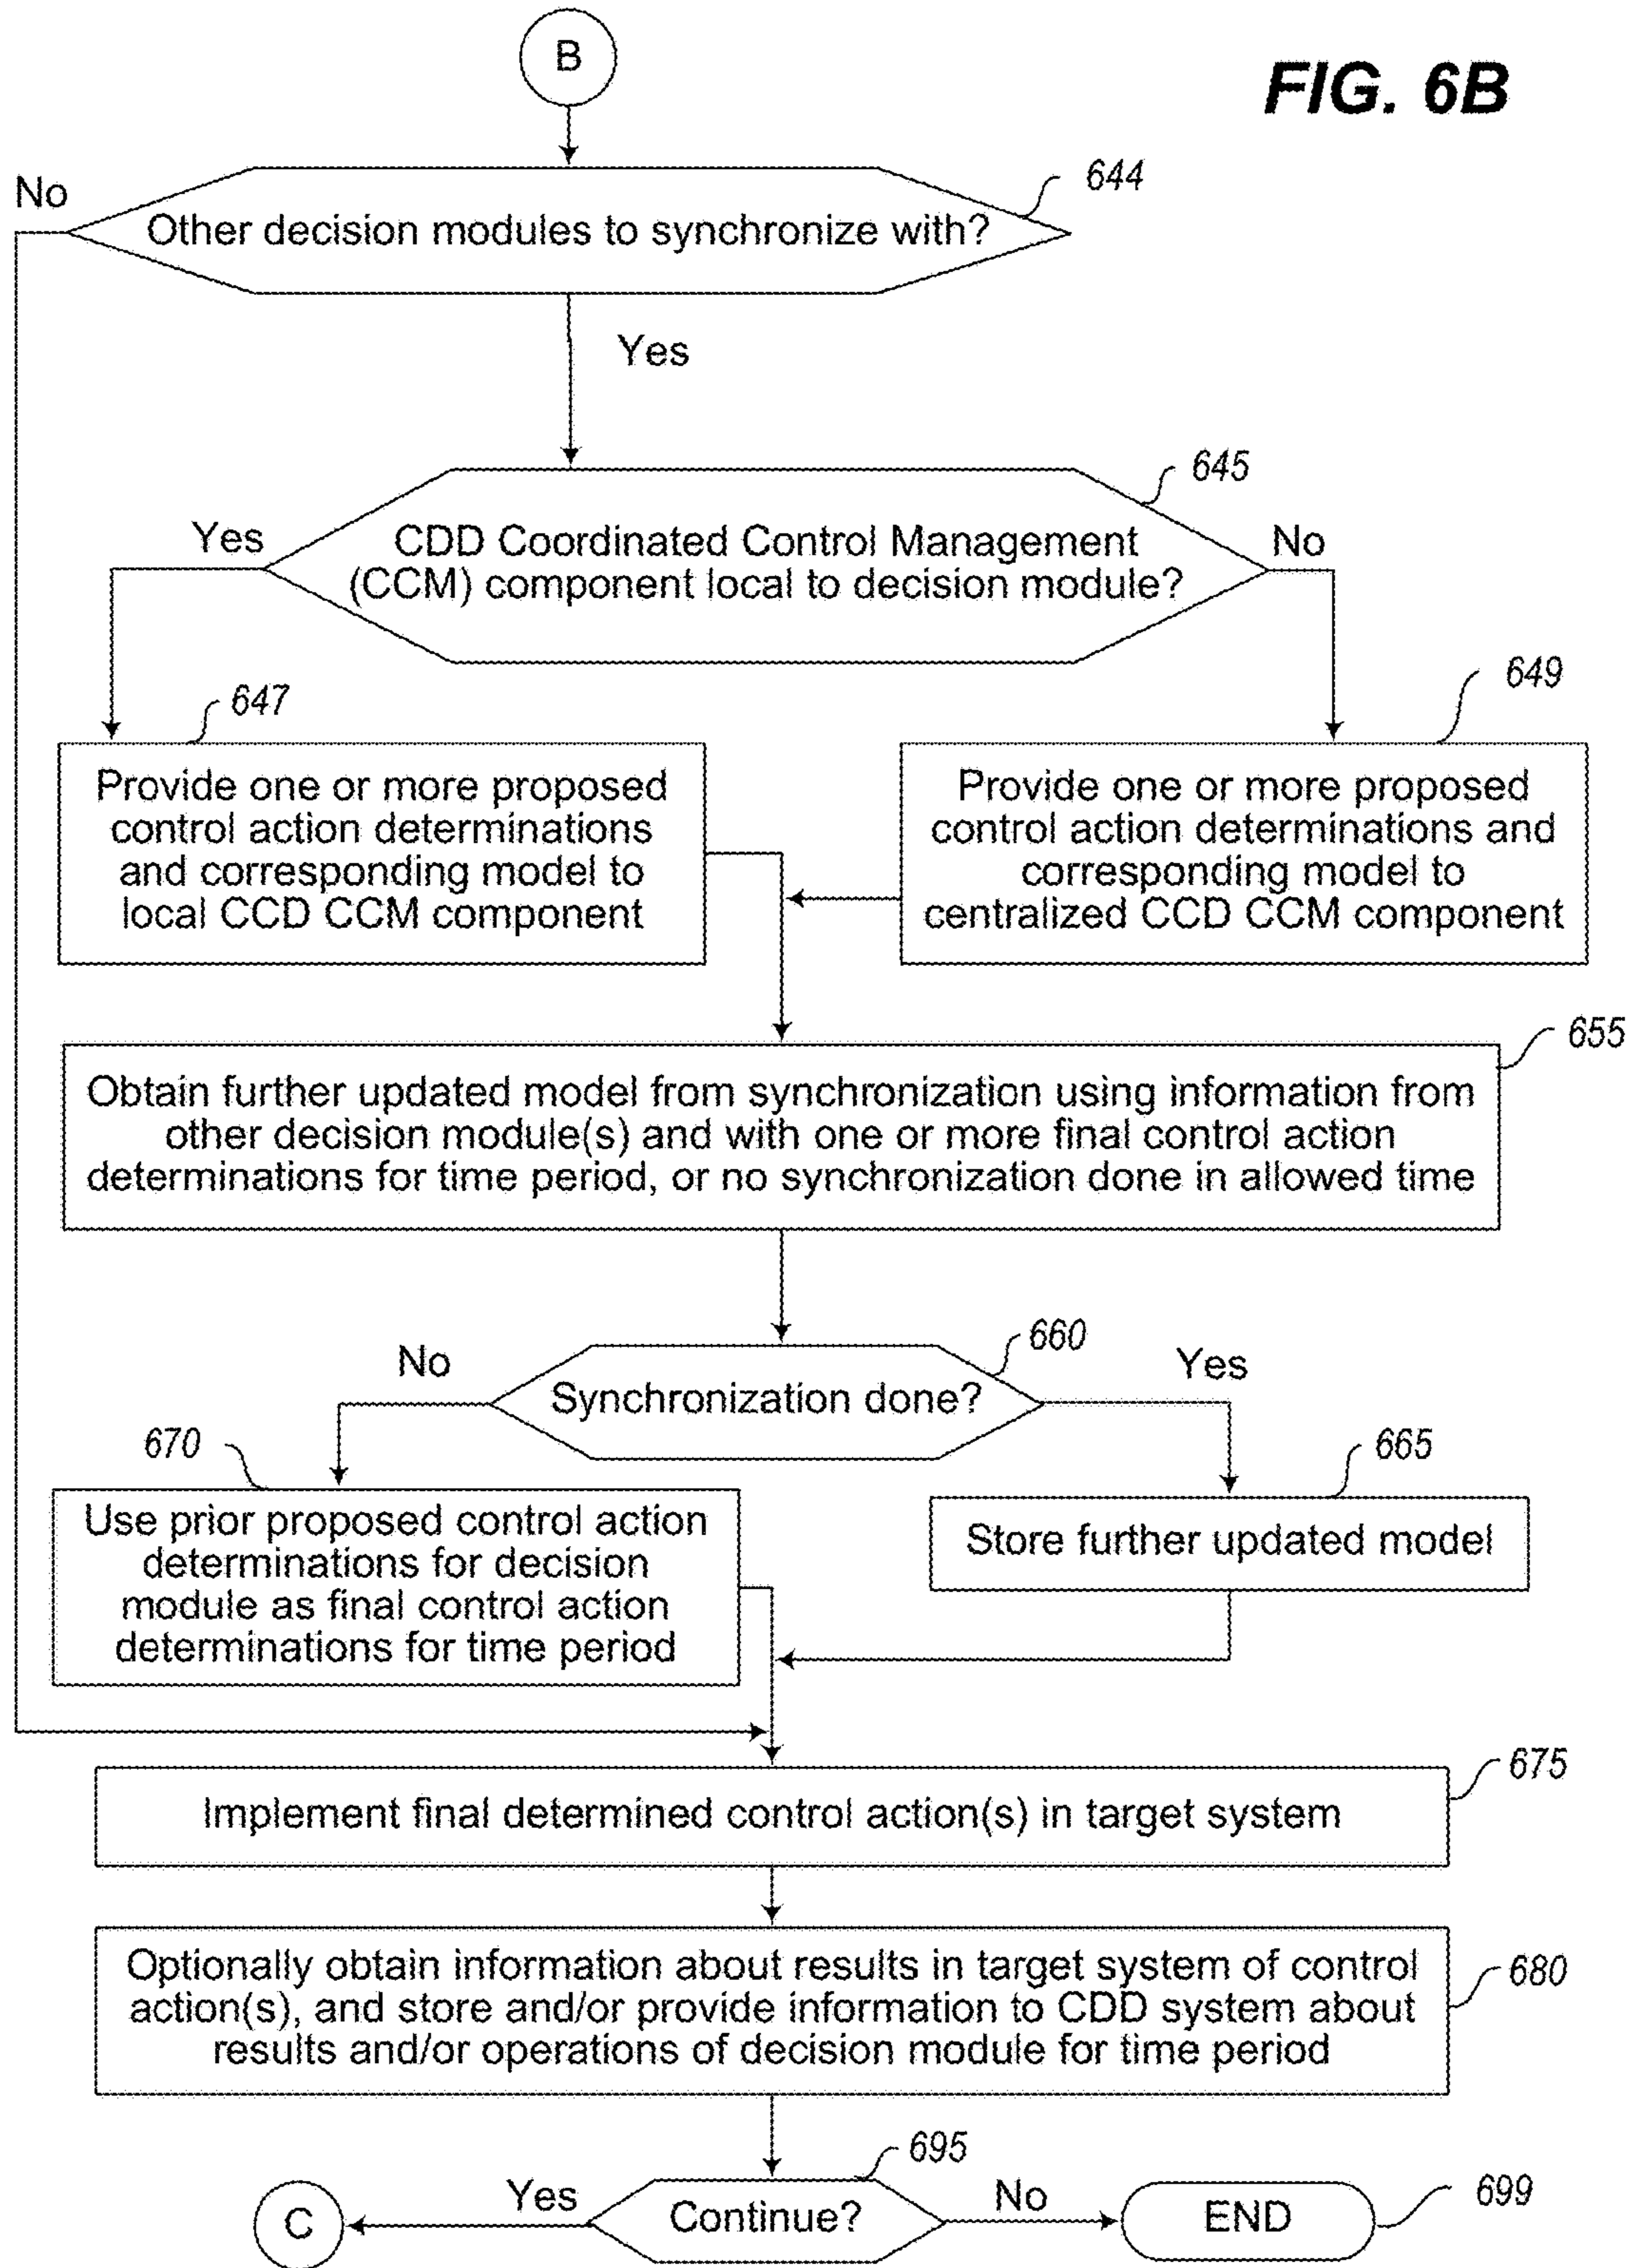 B
FIG. 6B
No
644
Other decision modules to synchronize with?
Yes
645
Yes
CDD Coordinated Control Management
(CCM) component local to decision module?
No
647
649
Provide one or more proposed
control action determinations
and corresponding model to
local CCD CCM component
Provide one or more proposed
control action determinations and
corresponding model to
centralized CCD CCM component
655
Obtain further updated model from synchronization using information from
other decision module(s) and with one or more final control action
determinations for time period, or no synchronization done in allowed time
660
No
Yes
Synchronization done?
670
665
Use prior proposed control action
determinations for decision
module as final control action
determinations for time period
Store further updated model
675
Implement final determined control action(s) in target system
Optionally obtain information about results in target system of control
action(s), and store and/or provide information to CDD system about
results and/or operations of decision module for time period
680
695
C
Yes
Continue?
No
END
699